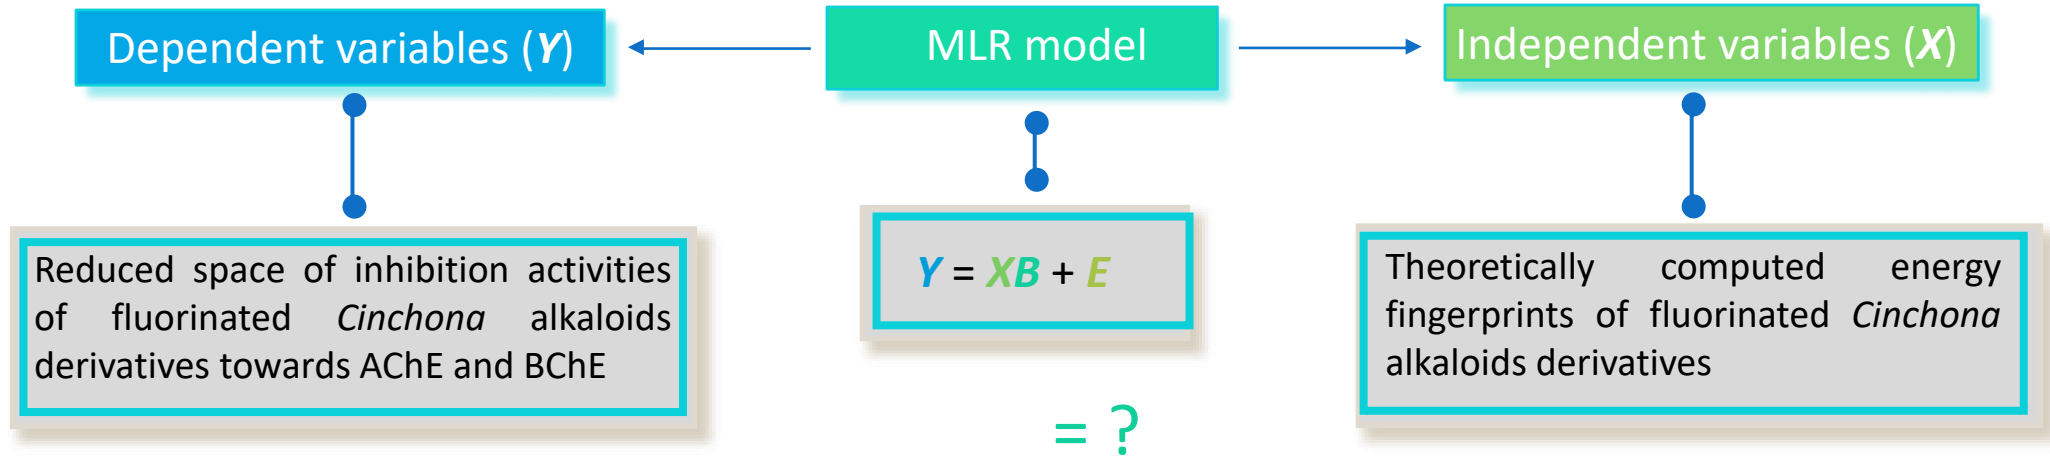 Dependent variables (Y)
MLR model
Independent variables (X)
Reduced space of inhibition activities
of fluorinated Cinchona alkaloids
derivatives towards AChE and BChE
Y = XB + E
Theoretically computed energy
fingerprints of fluorinated Cinchona
alkaloids derivatives
= ?